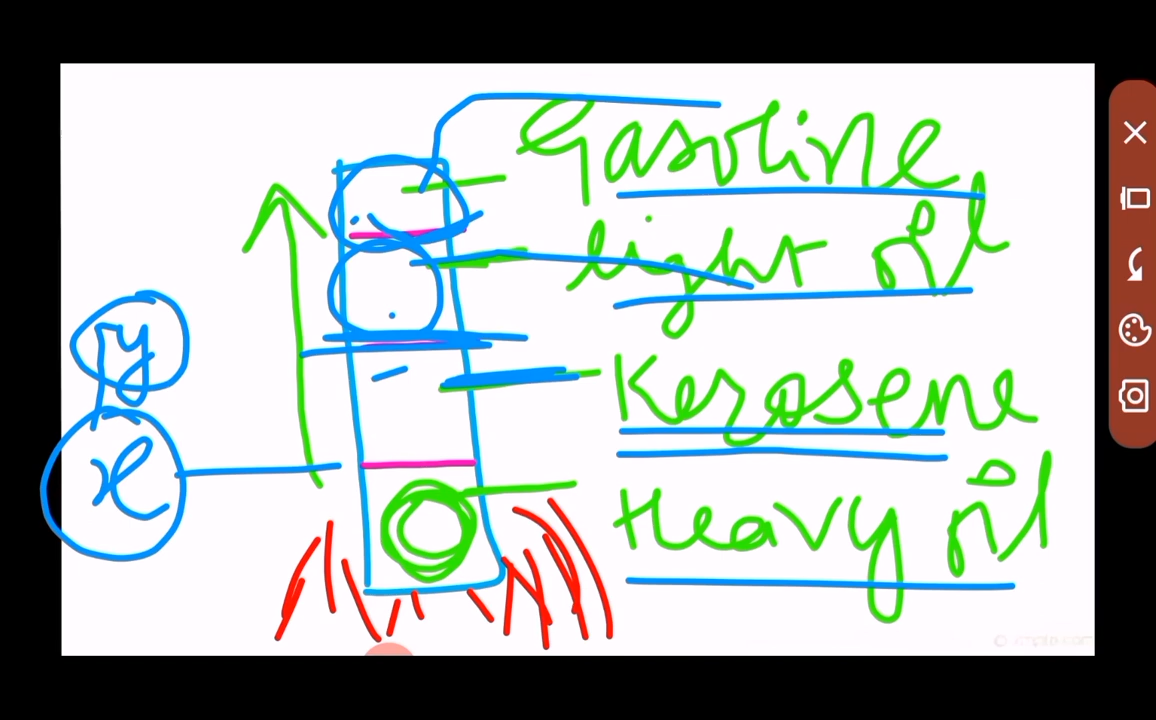 Gasoline
light oil
y
Kerosene
x
Heavy oil